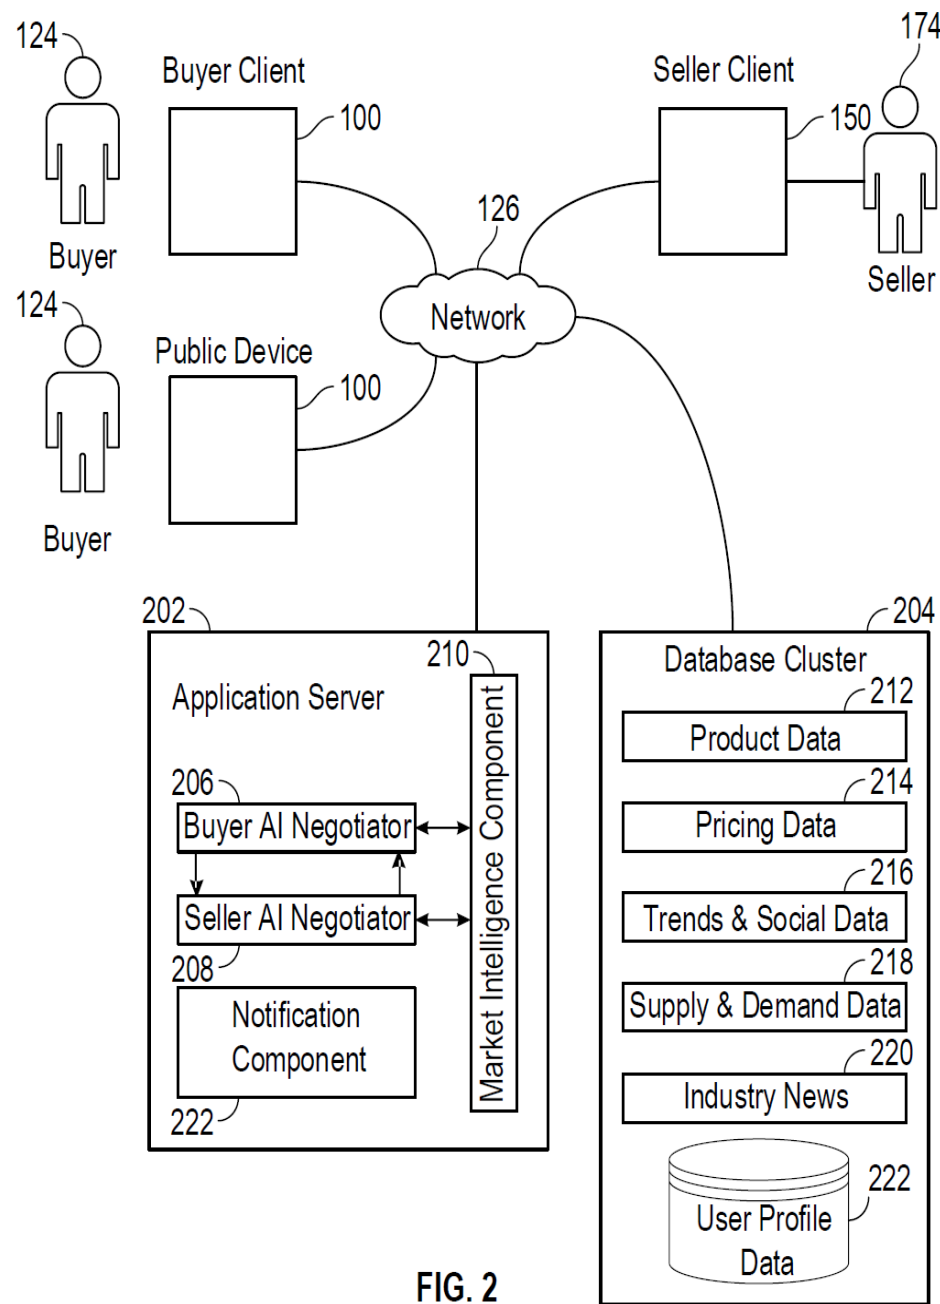 124
Buyer Client
100
Buyer
Seller Client
150
174
Seller
126
Network
124
Public Device
100
Buyer
202
Application Server
210
Market Intelligence Component
206
Buyer AI Negotiator
Seller AI Negotiator
208
Notification
Component
222
204
Database Cluster
212
Product Data
214
Pricing Data
216
Trends & Social Data
218
Supply & Demand Data
220
Industry News
222
User Profile
Data
FIG. 2